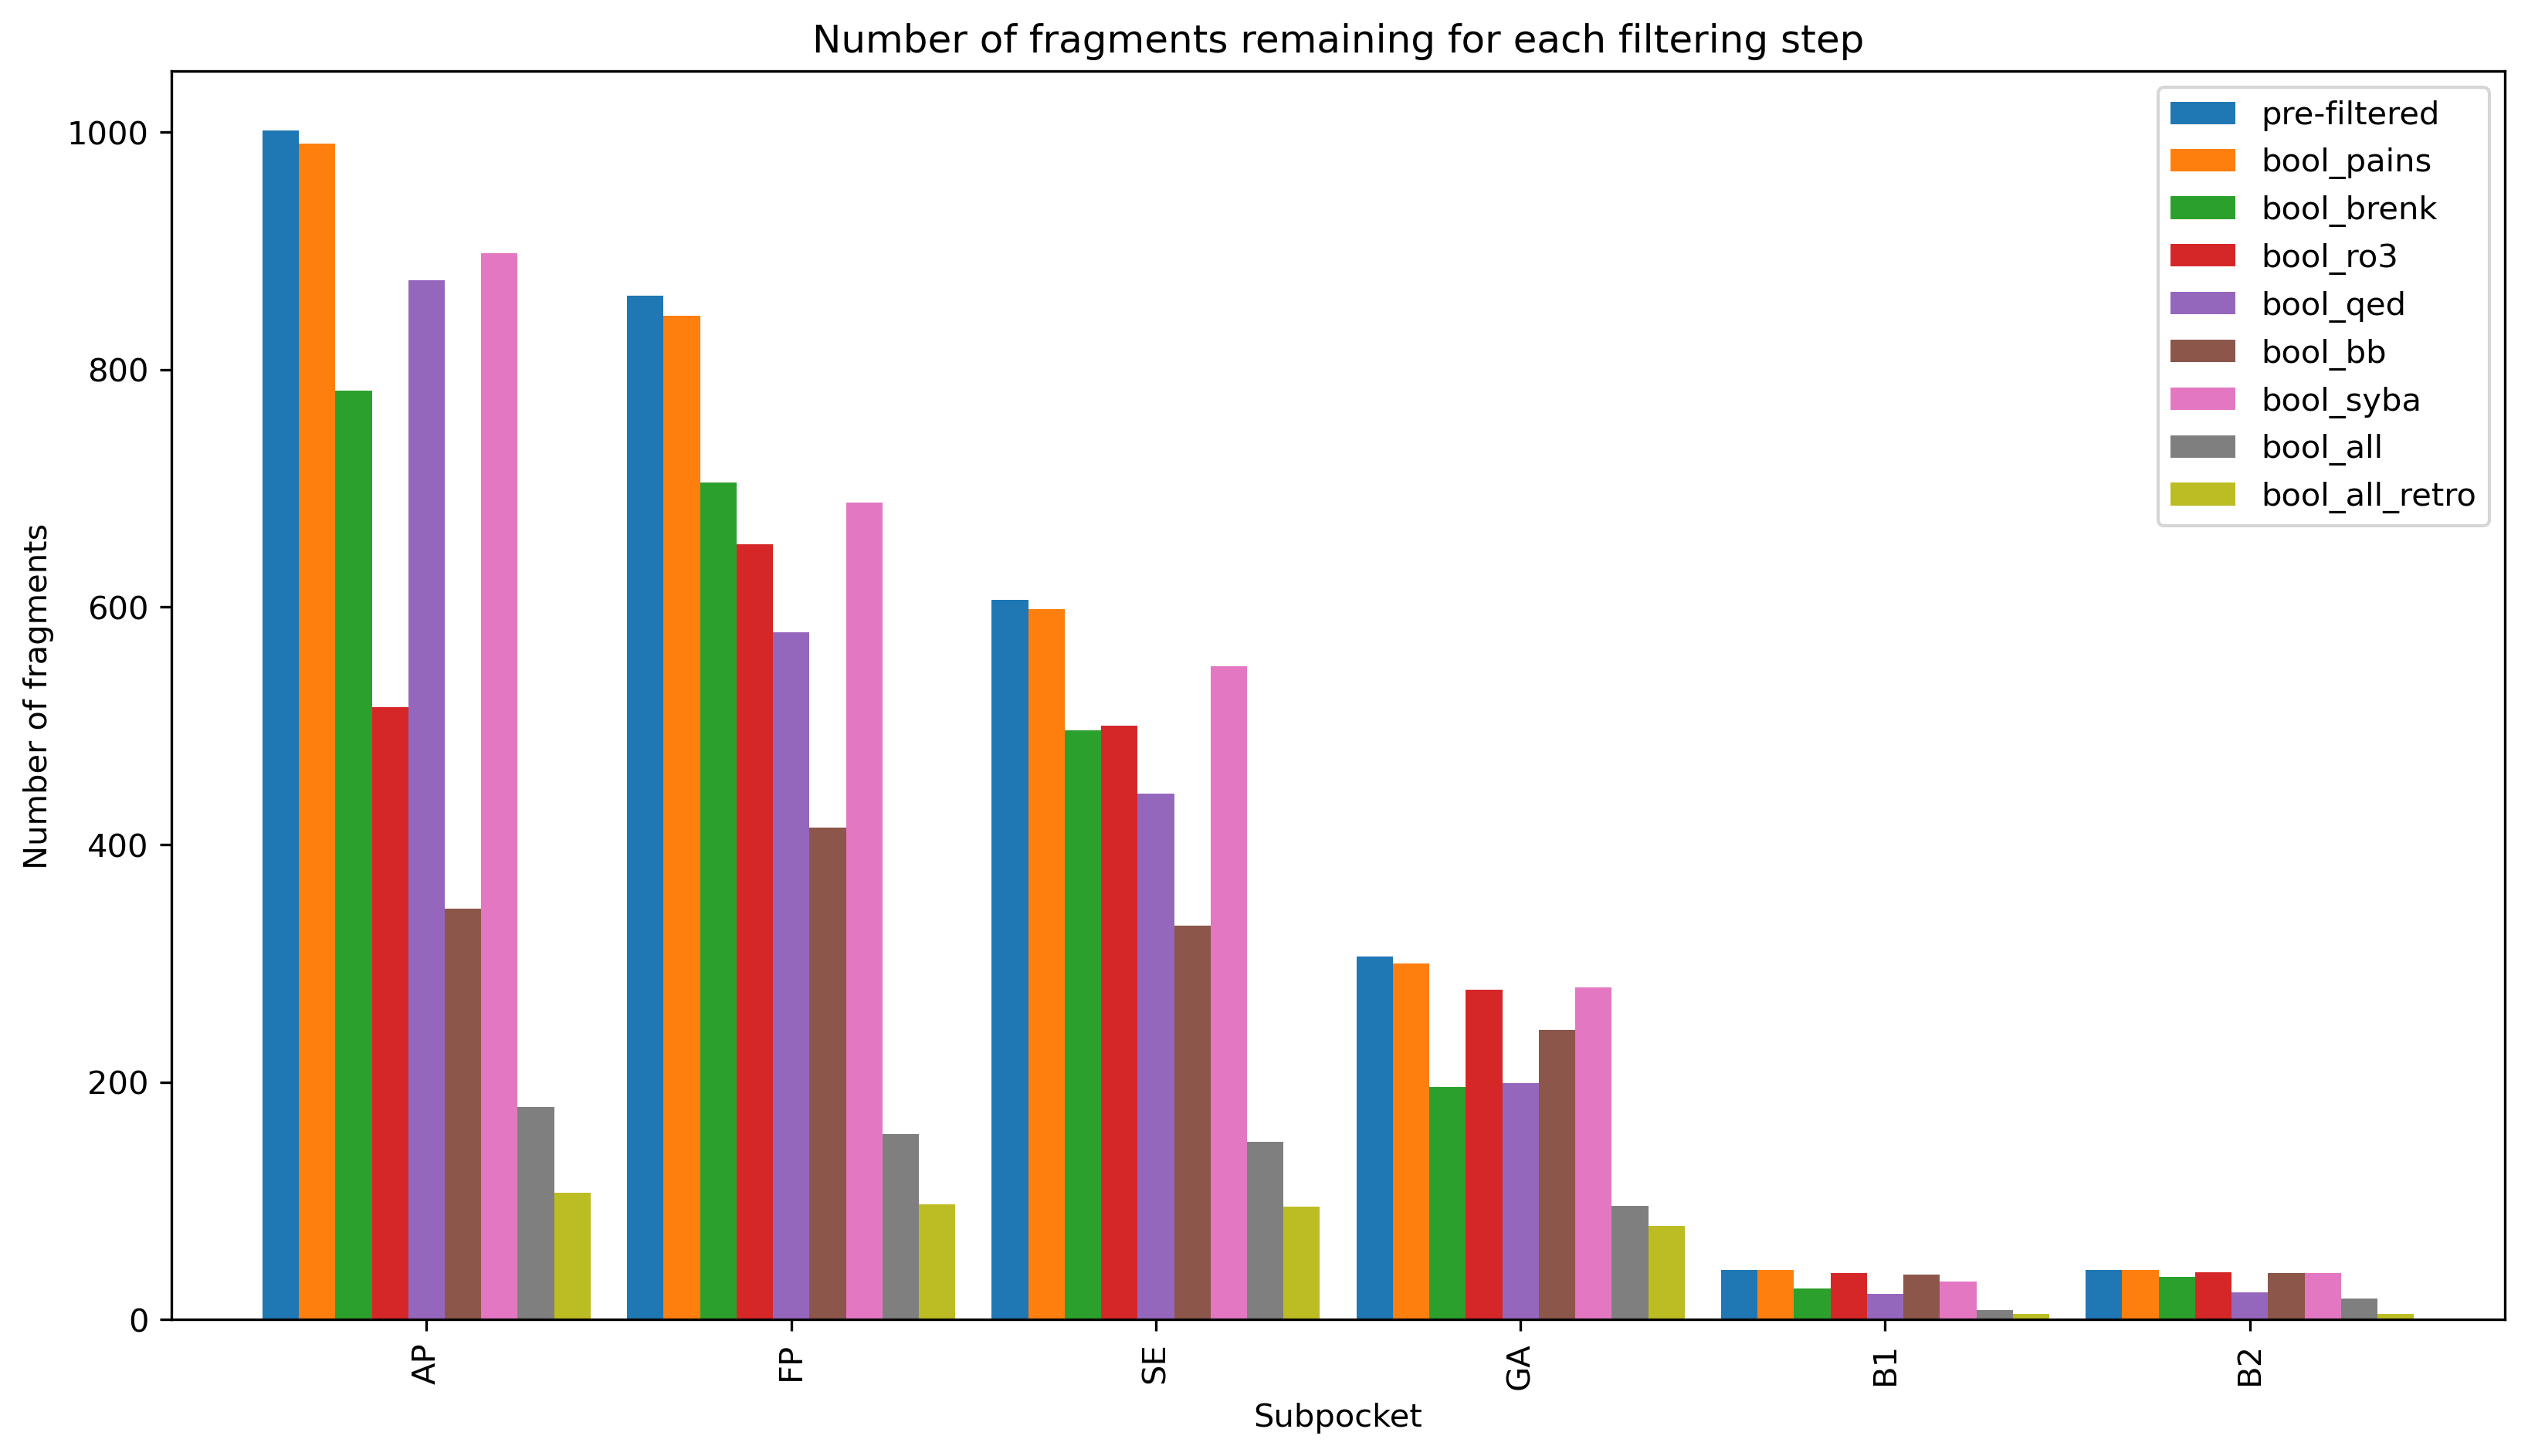 Number of fragments remaining for each filtering step
Number of fragments
1000
800
600
400
200
0
pre-filtered
bool_pains
bool_brenk
bool_ro3
bool_qed
bool_bb
bool_syba
bool_all
bool_all_retro
AP
FP
SE
GA
B1
B2
Subpocket